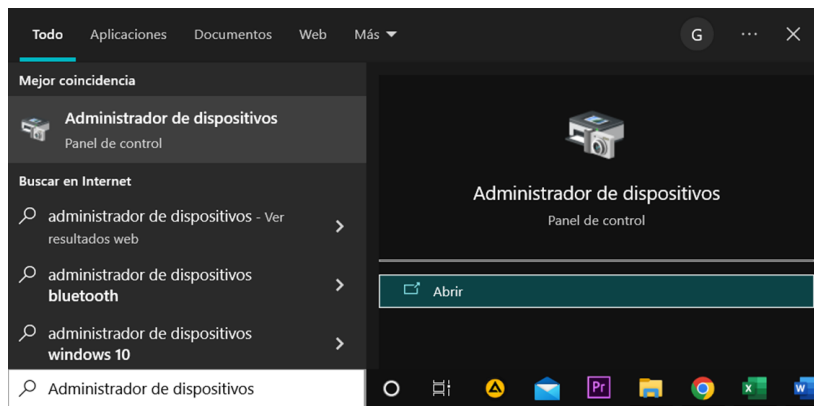 Todo Aplicaciones Documentos Web Más G
Mejor coincidencia
Administrador de dispositivos
Panel de control
Buscar en Internet
administrador de dispositivos - Ver
resultados web
administrador de dispositivos
bluetooth
administrador de dispositivos
windows 10
Administrador de dispositivos
Panel de control
Abrir
Administrador de dispositivos
Pr
X
W